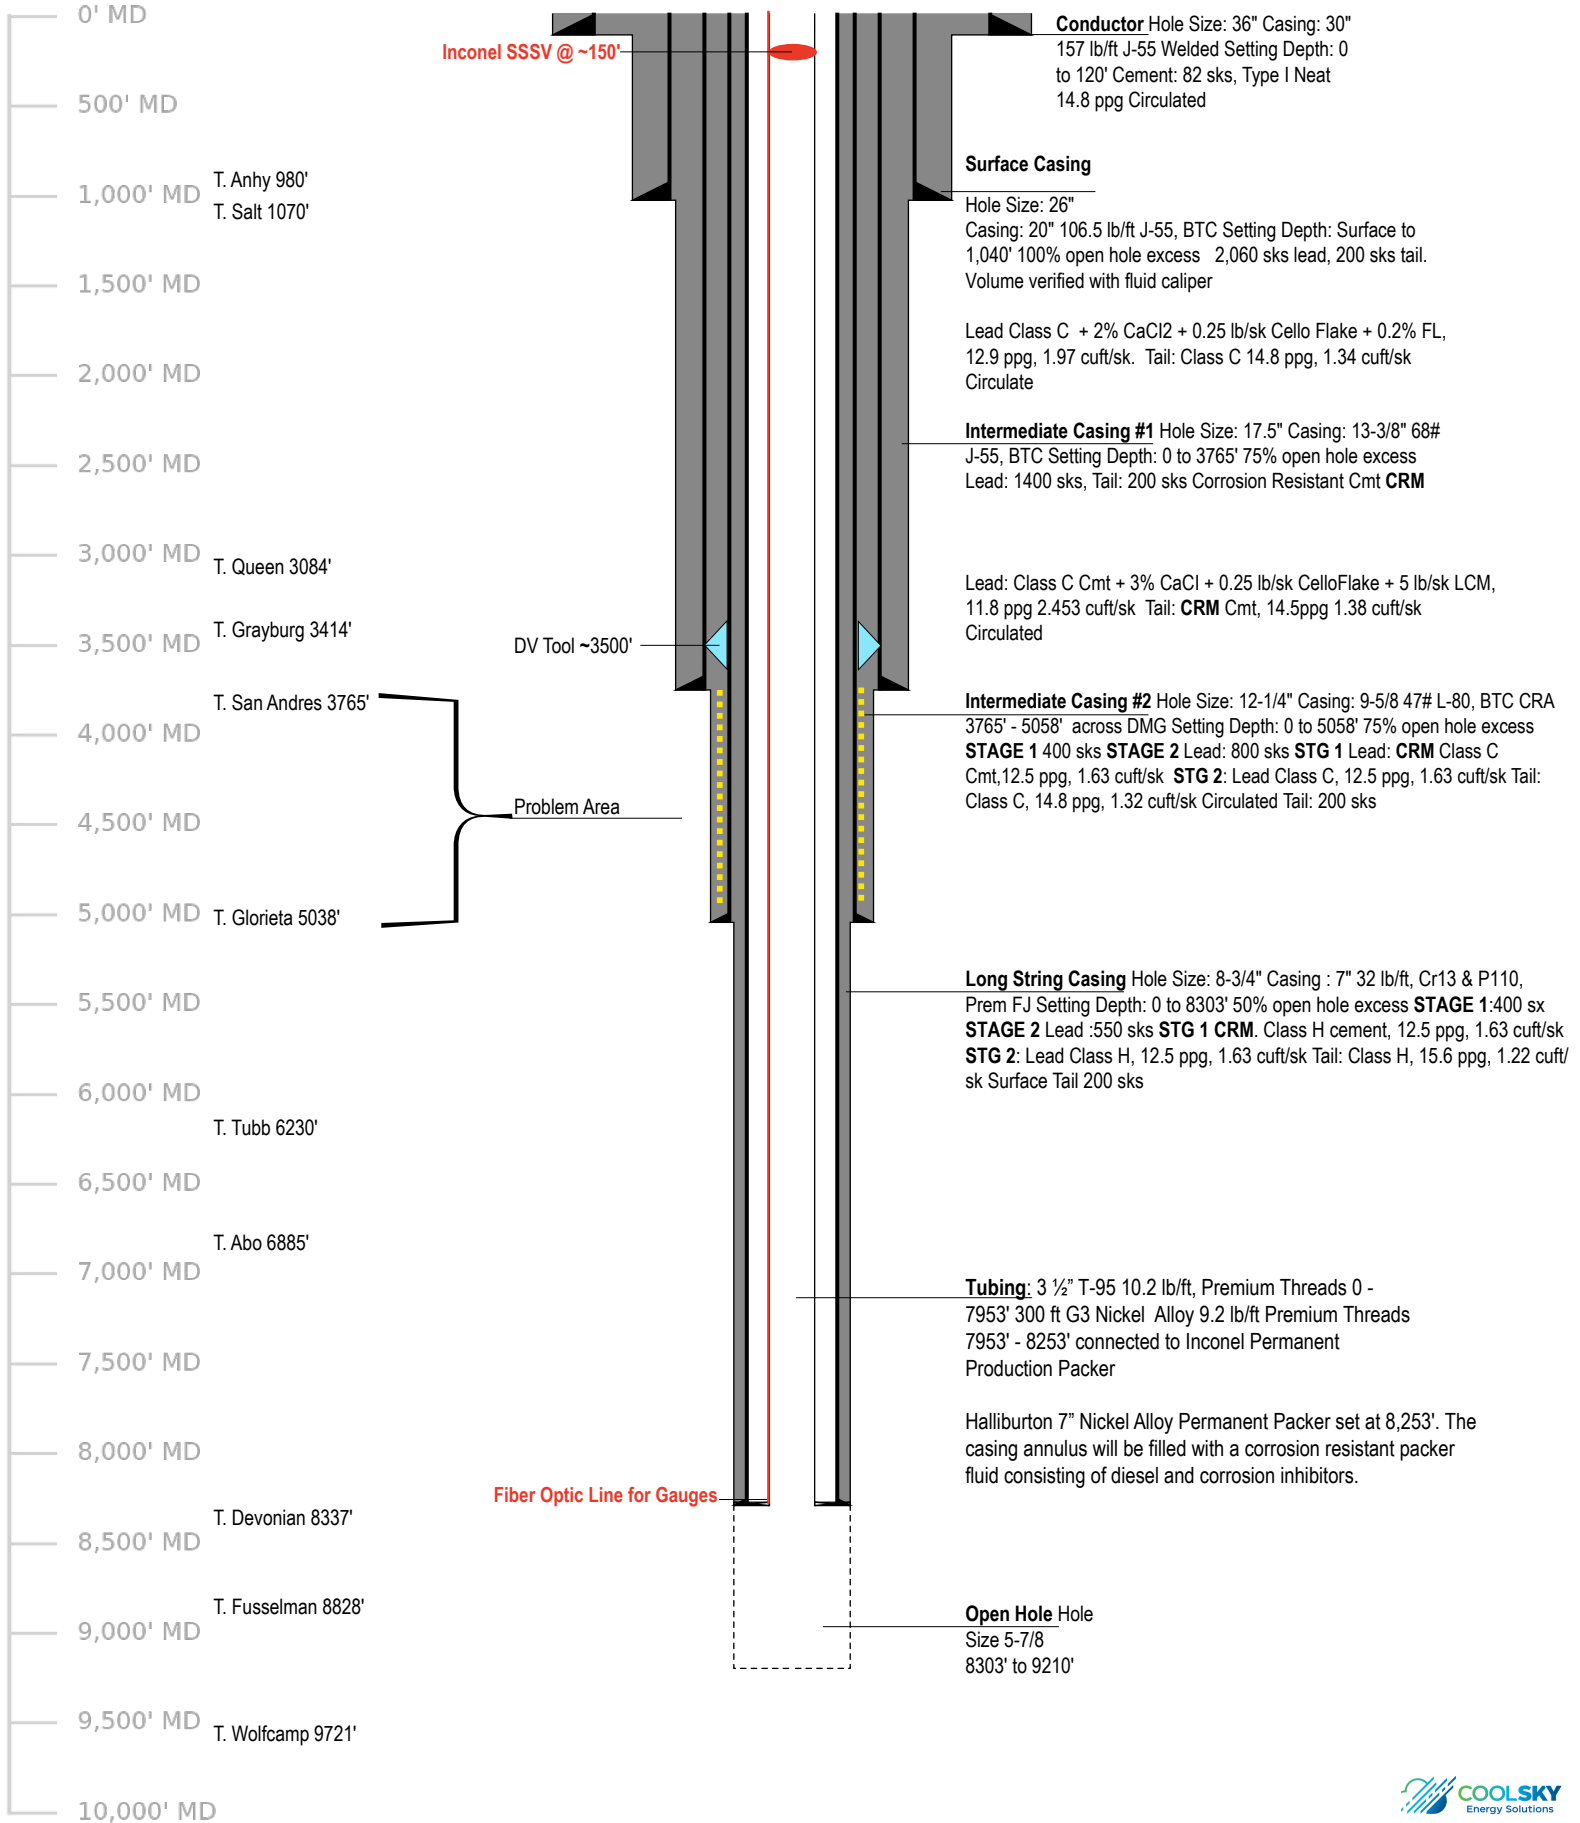 0' MD
500' MD
1,000' MD
1,500' MD
2,000' MD
2,500' MD
3,000' MD
3,500' MD
4,000' MD
4,500' MD
5,000' MD
5,500' MD
6,000' MD
6,500' MD
7,000' MD
7,500' MD
8,000' MD
8,500' MD
9,000' MD
9,500' MD
10,000' MD
T. Anhy 980'
T. Salt 1070'
T. Queen 3084'
T. Grayburg 3414'
T. San Andres 3765'
T. Glorieta 5038'
T. Tubb 6230'
T. Abo 6885'
T. Devonian 8337'
T. Fusselman 8828'
T. Wolfcamp 9721'
Inconel SSSV @ ~150'
DV Tool ~3500'
Problem Area
Fiber Optic Line for Gauges
Conductor Hole Size: 36" Casing: 30"
157 lb/ft J-55 Welded Setting Depth: 0
to 120' Cement: 82 sks, Type I Neat
14.8 ppg Circulated
Surface Casing
Hole Size: 26"
Casing: 20" 106.5 lb/ft J-55, BTC Setting Depth: Surface to
1,040' 100% open hole excess 2,060 sks lead, 200 sks tail.
Volume verified with fluid caliper
Lead Class C + 2% CaCl2 + 0.25 lb/sk Cello Flake + 0.2% FL,
12.9 ppg, 1.97 cuft/sk. Tail: Class C 14.8 ppg, 1.34 cuft/sk
Circulate
Intermediate Casing #1 Hole Size: 17.5" Casing: 13-3/8" 68#
J-55, BTC Setting Depth: 0 to 3765' 75% open hole excess
Lead: 1400 sks, Tail: 200 sks Corrosion Resistant Cmt CRM
Lead: Class C Cmt + 3% CaCl + 0.25 lb/sk CelloFlake + 5 lb/sk LCM,
11.8 ppg 2.453 cuft/sk Tail: CRM Cmt, 14.5ppg 1.38 cuft/sk
Circulated
Intermediate Casing #2 Hole Size: 12-1/4" Casing: 9-5/8 47# L-80, BTC CRA
3765' - 5058' across DMG Setting Depth: 0 to 5058' 75% open hole excess
STAGE 1 400 sks STAGE 2 Lead: 800 sks STG 1 Lead: CRM Class C
Cmt,12.5 ppg, 1.63 cuft/sk STG 2: Lead Class C, 12.5 ppg, 1.63 cuft/sk Tail:
Class C, 14.8 ppg, 1.32 cuft/sk Circulated Tail: 200 sks
Long String Casing Hole Size: 8-3/4" Casing : 7" 32 lb/ft, Cr13 & P110,
Prem FJ Setting Depth: 0 to 8303' 50% open hole excess STAGE 1:400 sx
STAGE 2 Lead :550 sks STG 1 CRM. Class H cement, 12.5 ppg, 1.63 cuft/sk
STG 2: Lead Class H, 12.5 ppg, 1.63 cuft/sk Tail: Class H, 15.6 ppg, 1.22 cuft/
sk Surface Tail 200 sks
Tubing: 3 ½” T-95 10.2 lb/ft, Premium Threads 0 -
7953' 300 ft G3 Nickel Alloy 9.2 lb/ft Premium Threads
7953' - 8253' connected to Inconel Permanent
Production Packer
Halliburton 7” Nickel Alloy Permanent Packer set at 8,253'. The
casing annulus will be filled with a corrosion resistant packer
fluid consisting of diesel and corrosion inhibitors.
Open Hole Hole
Size 5-7/8
8303' to 9210'
COOLSKY
Energy Solutions